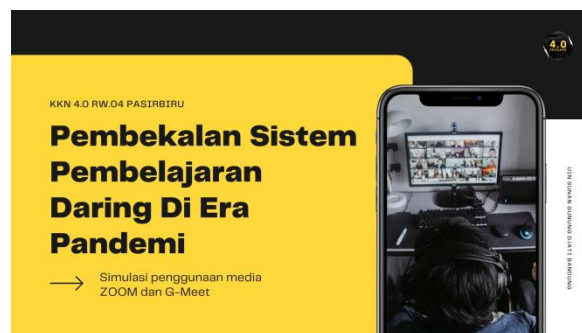 4.0
KKN 4.0 RW.04 PASIRBIRU
Pembekalan Sistem
Pembelajaran
Daring Di Era
Pandemi
Simulasi penggunaan media
ZOOM dan G-Meet
UIN SUNAN GUNUNG DJATI BANDUNG